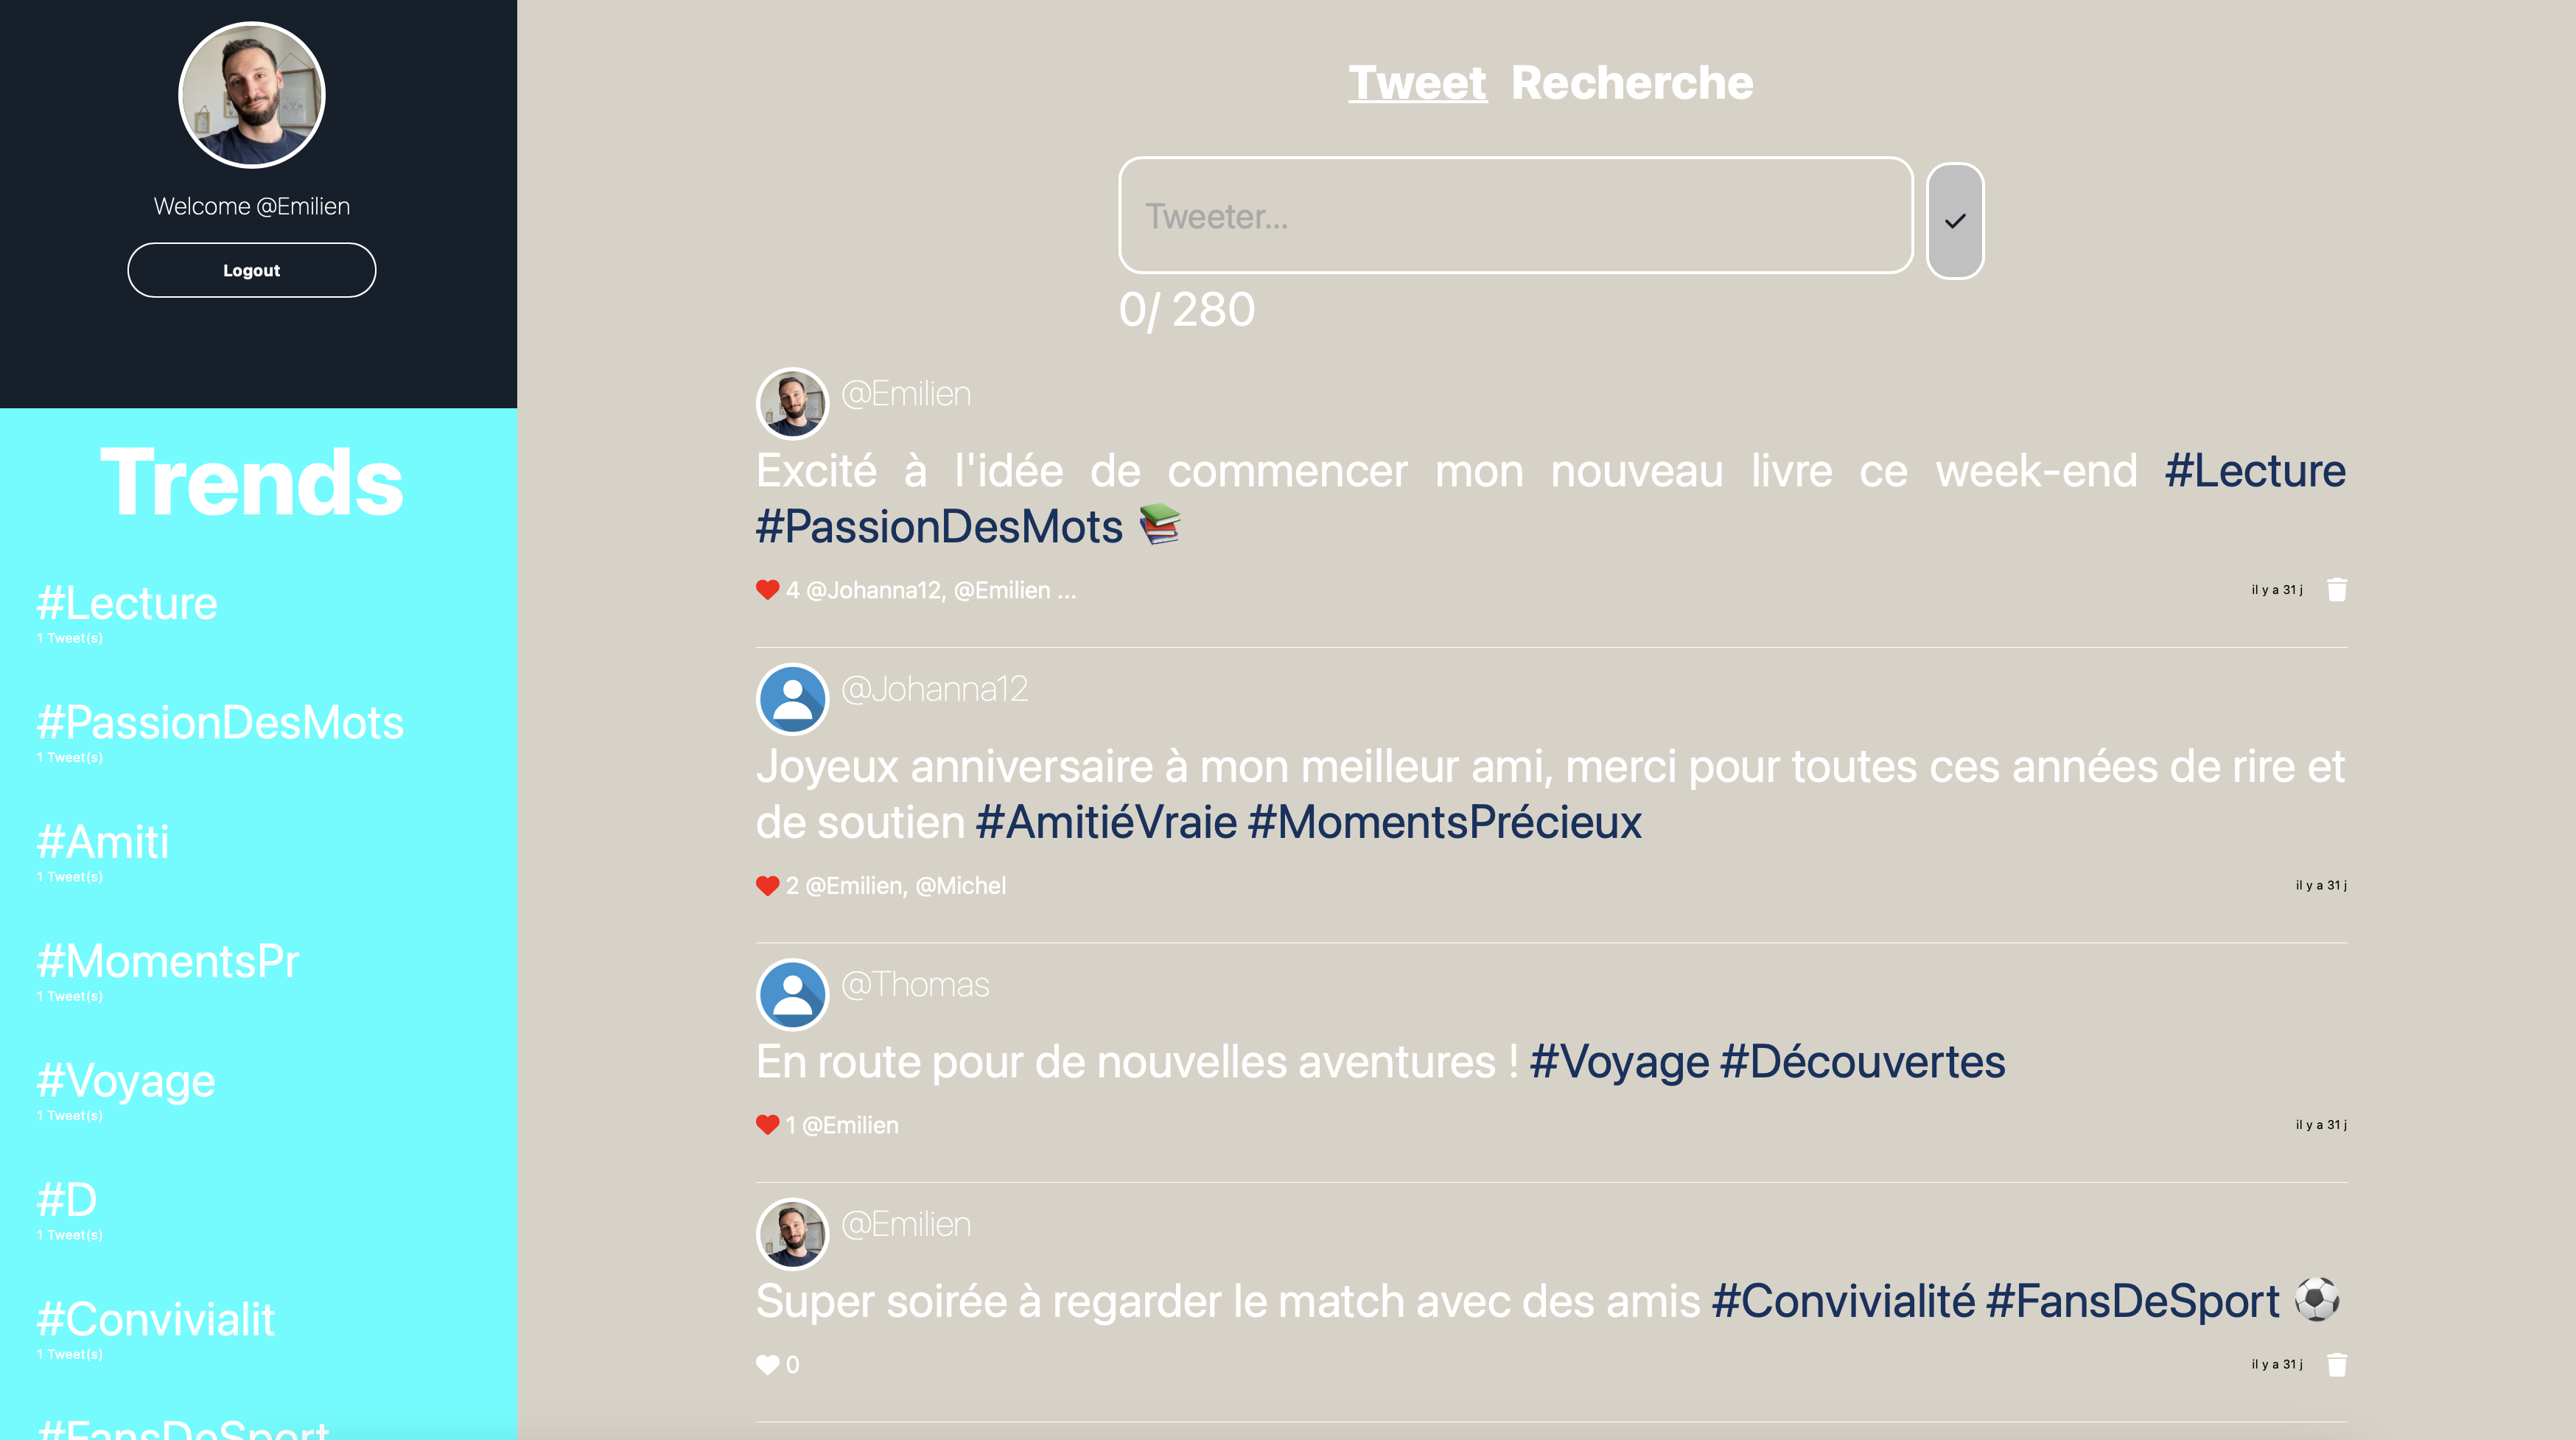 Welcome @Emilien
Logout
Trends
#Lecture
1 Tweet(s)
#PassionDesMots
1 Tweet(s)
#Amiti
1 Tweet(s)
#MomentsPr
1 Tweet(s)
#Voyage
1 Tweet(s)
#D
1 Tweet(s)
#Convivialit
1 Tweet(s)
#FansDeSport
Tweet Recherche
Tweeter...
0/ 280
@Emilien
Excité à l'idée de commencer mon nouveau livre ce week-end #Lecture
#PassionDesMots 📚
4 @Johanna12, @Emilien ...
il y a 31 j
@Johanna12
Joyeux anniversaire à mon meilleur ami, merci pour toutes ces années de rire et
de soutien #AmitiéVraie #MomentsPrécieux
2 @Emilien, @Michel
il y a 31 j
@Thomas
En route pour de nouvelles aventures ! #Voyage #Découvertes
1 @Emilien
il y a 31 j
@Emilien
Super soirée à regarder le match avec des amis #Convivialité #FansDeSport ⚽
0
il y a 31 j